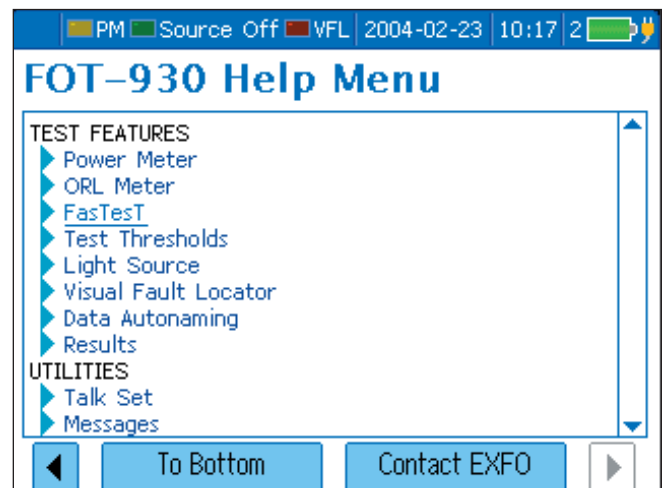 PM Source Off VFL 2004-02-23 10:17 2
FOT-930 Help Menu
TEST FEATURES
Power Meter
ORL Meter
FasTesT
Test Thresholds
Light Source
Visual Fault Locator
Data Autonaming
Results
UTILITIES
Talk Set
Messages
To Bottom Contact EXFO